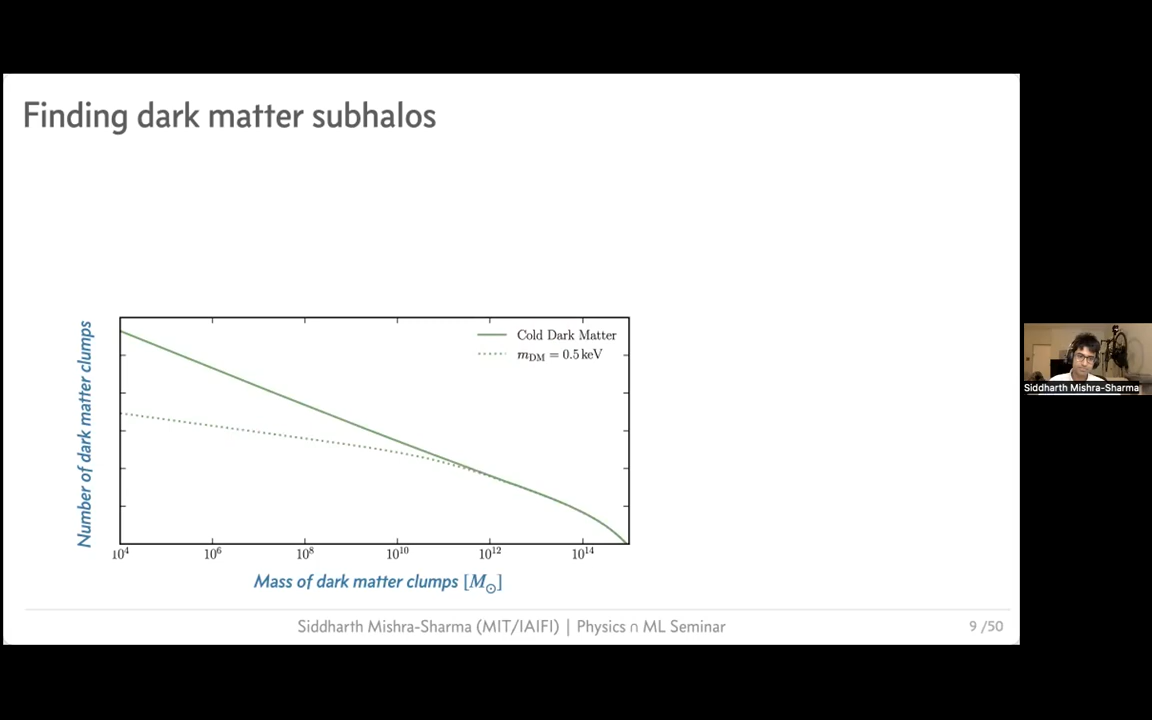 Finding dark matter subhalos
Number of dark matter clumps
Cold Dark Matter
m_DM = 0.5 keV
10^4 10^6 10^8 10^10 10^12 10^14
Mass of dark matter clumps [M_⊙]
Siddharth Mishra-Sharma (MIT/IAIFI) | Physics ∩ ML Seminar
9 /50
Siddharth Mishra-Sharma